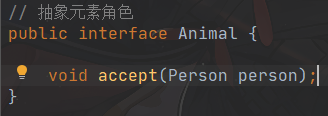 // 抽象元素角色
public interface Animal {
void accept(Person person);
}